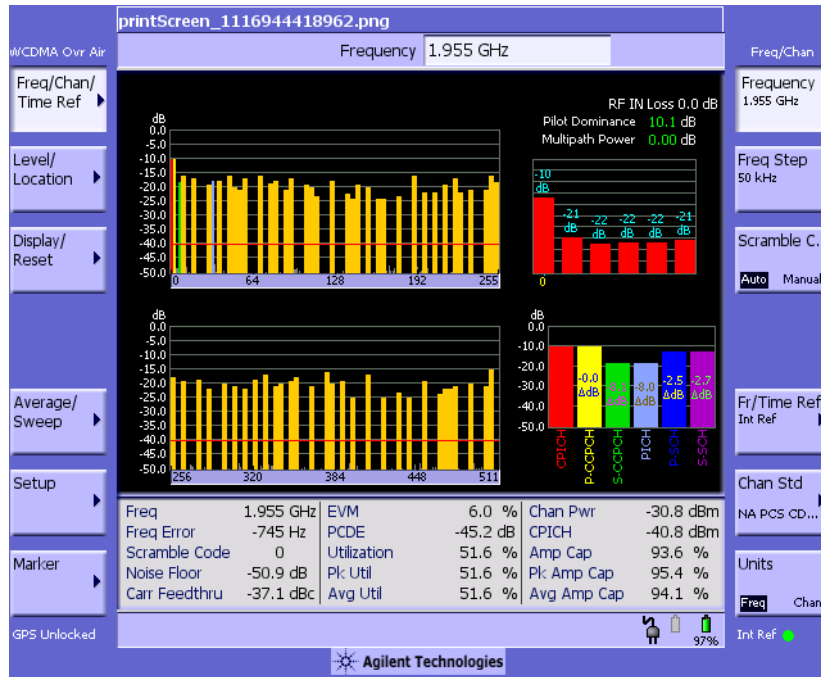 printScreen_1116944418962.png
WCDMA Ovr Air
Frequency 1.955 GHz
Freq/Chan
Freq/Chan/
Time Ref
Level/
Location
Display/
Reset
Average/
Sweep
Setup
Marker
GPS Unlocked
RF IN Loss 0.0 dB
Pilot Dominance 10.1 dB
Multipath Power 0.00 dB
dB
0.0
-5.0
-10.0
-15.0
-20.0
-25.0
-30.0
-35.0
-40.0
-45.0
-50.0
0 64 128 192 255
-10 dB
-21 dB
-22 dB
-22 dB
-22 dB
-21 dB
0
dB
0.0
-5.0
-10.0
-15.0
-20.0
-25.0
-30.0
-35.0
-40.0
-45.0
-50.0
256 320 384 448 511
dB
0.0
-10.0
-20.0
-30.0
-40.0
-50.0
-0.0 ΔdB
ΔdB
-8.0 ΔdB
-2.5 ΔdB
-2.7 ΔdB
CPICH
P-CCPCH
S-CCPCH
PICH
P-SCH
S-SCH
Freq 1.955 GHz EVM 6.0 % Chan Pwr -30.8 dBm
Freq Error -745 Hz PCDE -45.2 dB CPICH -40.8 dBm
Scramble Code 0 Utilization 51.6 % Amp Cap 93.6 %
Noise Floor -50.9 dB Pk Util 51.6 % Pk Amp Cap 95.4 %
Carr Feedthru -37.1 dBc Avg Util 51.6 % Avg Amp Cap 94.1 %
97%
Agilent Technologies
Frequency
1.955 GHz
Freq Step
50 kHz
Scramble C.
Auto Manual
Fr/Time Ref
Int Ref
Chan Std
NA PCS CD...
Units
Freq Chan
Int Ref